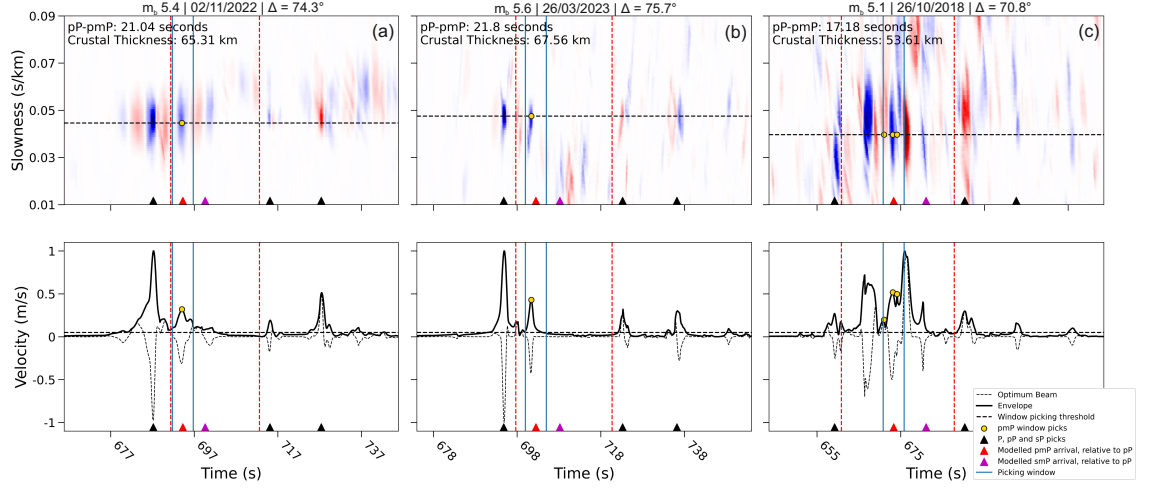 m_b 5.4 | 02/11/2022 | Δ = 74.3°
m_b 5.6 | 26/03/2023 | Δ = 75.7°
m_b 5.1 | 26/10/2018 | Δ = 70.8°
pP-pmP: 21.04 seconds
Crustal Thickness: 65.31 km
(a)
pP-pmP: 21.8 seconds
Crustal Thickness: 67.56 km
(b)
pP-pmP: 17.18 seconds
Crustal Thickness: 53.61 km
(c)
Slowness (s/km)
0.09
0.07
0.05
0.03
0.01
Velocity (m/s)
1
0.5
0
-0.5
-1
677
697
717
737
Time (s)
678
698
718
738
Time (s)
655
675
Time (s)
Optimum Beam
Envelope
Window picking threshold
pmP window picks
P, pP and sP picks
Modelled pmP arrival, relative to pP
Modelled smP arrival, relative to pP
Picking window